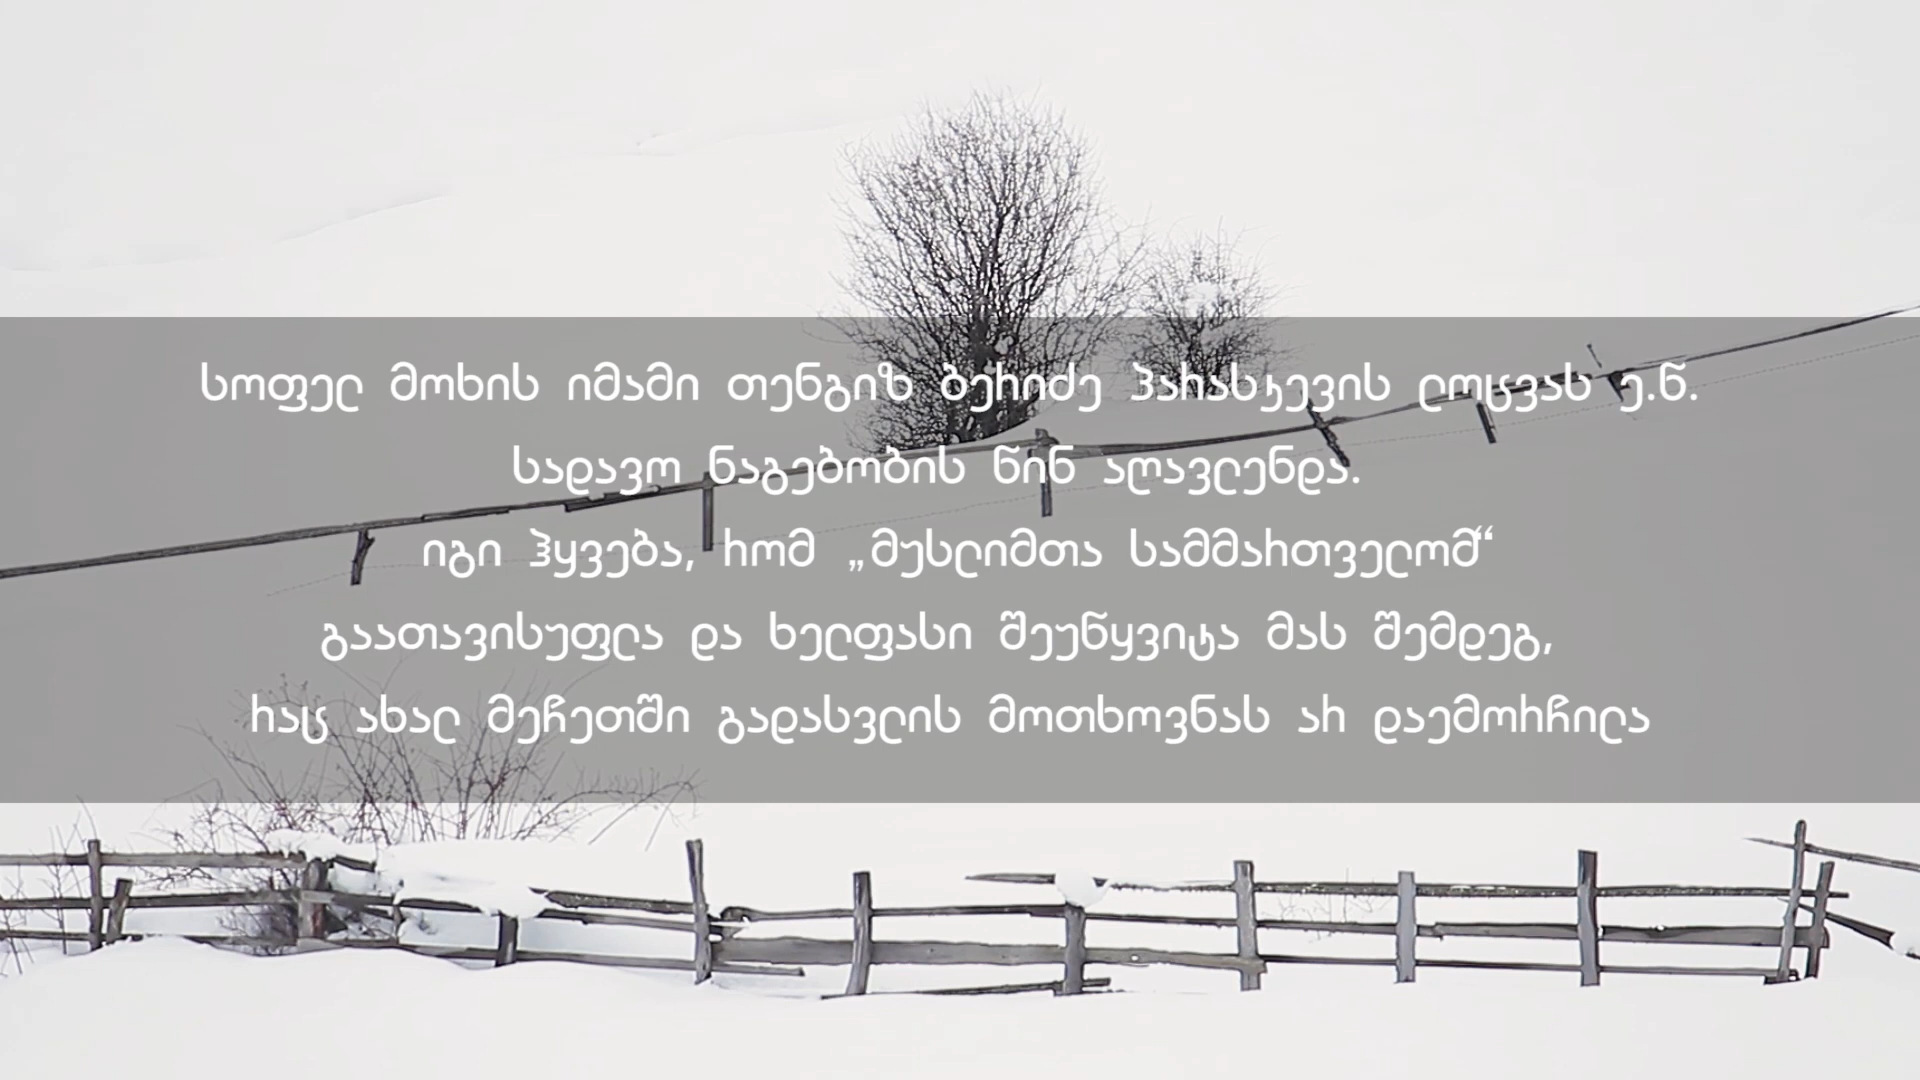 სოფელ მოხის იმამი თენგიზ ბერიძე პარასკევის ლოცვას ე.წ.
სადავო ნაგებობის წინ აღავლენდა.
იგი ჰყვება, რომ „მუსლიმთა სამმართველომ“
გაათავისუფლა და ხელფასი შეუწყვიტა მას შემდეგ,
რაც ახალ მეჩეთში გადასვლის მოთხოვნას არ დაემორჩილა